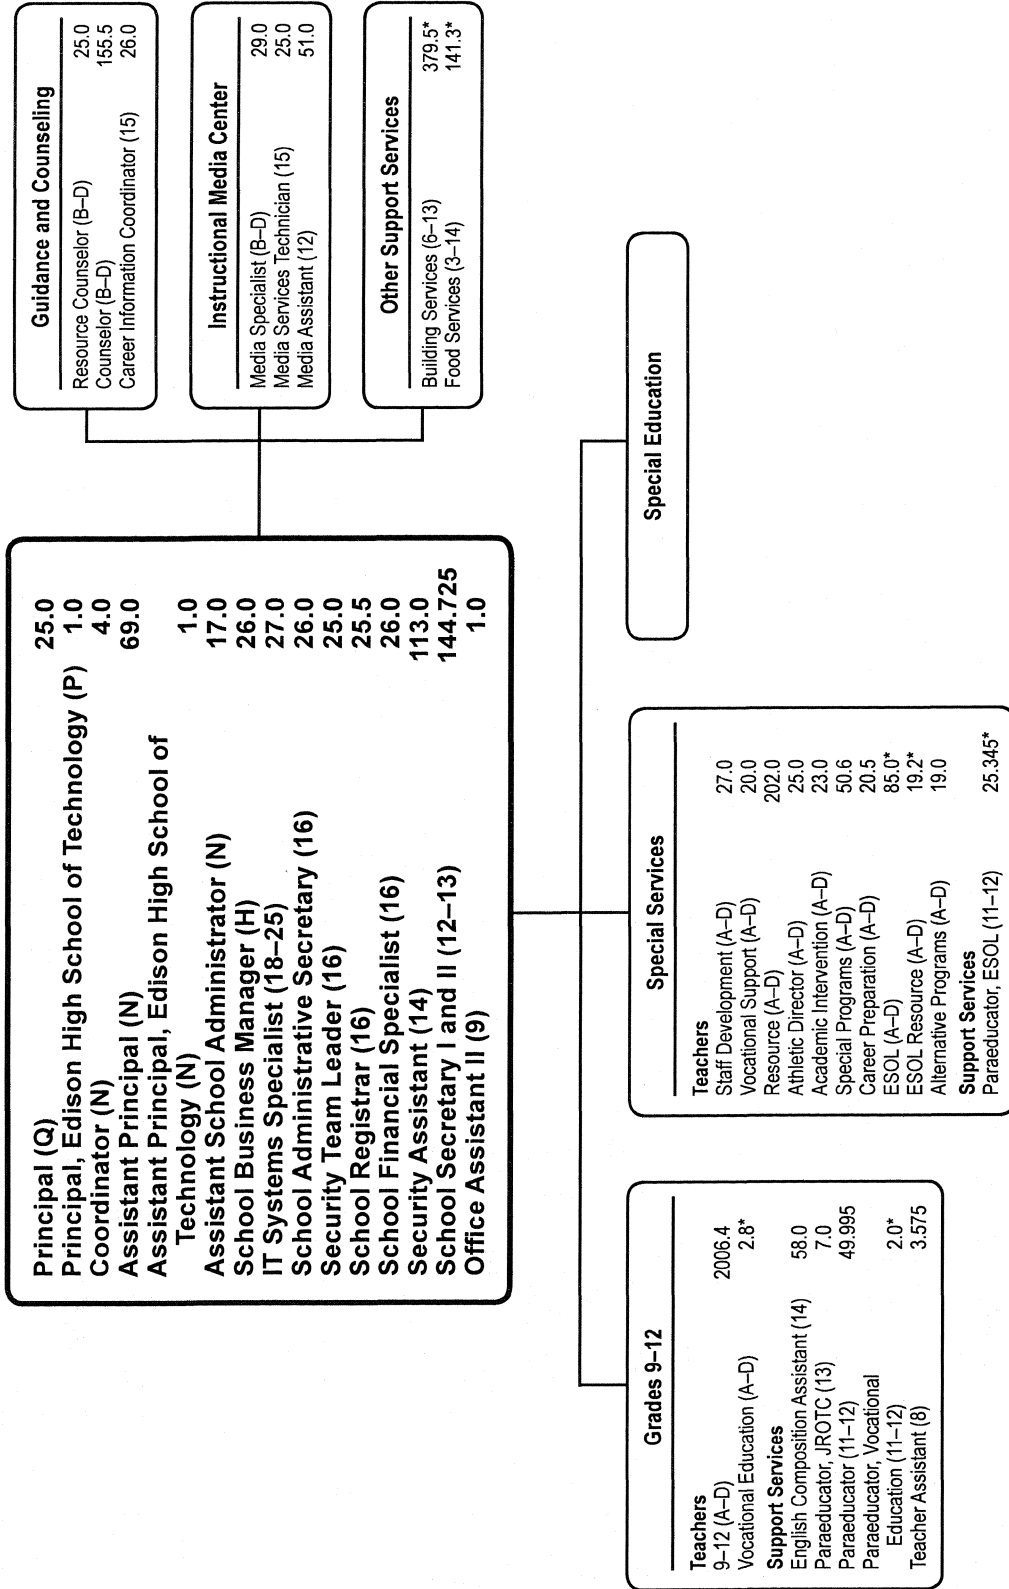 Principal (Q) 25.0
Principal, Edison High School of Technology (P) 1.0
Coordinator (N) 4.0
Assistant Principal (N) 69.0
Assistant Principal, Edison High School of
Technology (N) 1.0
Assistant School Administrator (N) 17.0
School Business Manager (H) 26.0
IT Systems Specialist (18–25) 27.0
School Administrative Secretary (16) 26.0
Security Team Leader (16) 25.0
School Registrar (16) 25.5
School Financial Specialist (16) 26.0
Security Assistant (14) 113.0
School Secretary I and II (12–13) 144.725
Office Assistant II (9) 1.0
Guidance and Counseling
Resource Counselor (B–D) 25.0
Counselor (B–D) 155.5
Career Information Coordinator (15) 26.0
Instructional Media Center
Media Specialist (B–D) 29.0
Media Services Technician (15) 25.0
Media Assistant (12) 51.0
Other Support Services
Building Services (6–13) 379.5*
Food Services (3–14) 141.3*
Grades 9–12
Teachers
9–12 (A–D) 2006.4
Vocational Education (A–D) 2.8*
Support Services
English Composition Assistant (14) 58.0
Paraeducator, JROTC (13) 7.0
Paraeducator (11–12) 49.995
Paraeducator, Vocational
Education (11–12) 2.0*
Teacher Assistant (8) 3.575
Special Services
Teachers
Staff Development (A–D) 27.0
Vocational Support (A–D) 20.0
Resource (A–D) 202.0
Athletic Director (A–D) 25.0
Academic Intervention (A–D) 23.0
Special Programs (A–D) 50.6
Career Preparation (A–D) 20.5
ESOL (A–D) 85.0*
ESOL Resource (A–D) 19.2*
Alternative Programs (A–D) 19.0
Support Services
Paraeducator, ESOL (11–12) 25.345*
Special Education